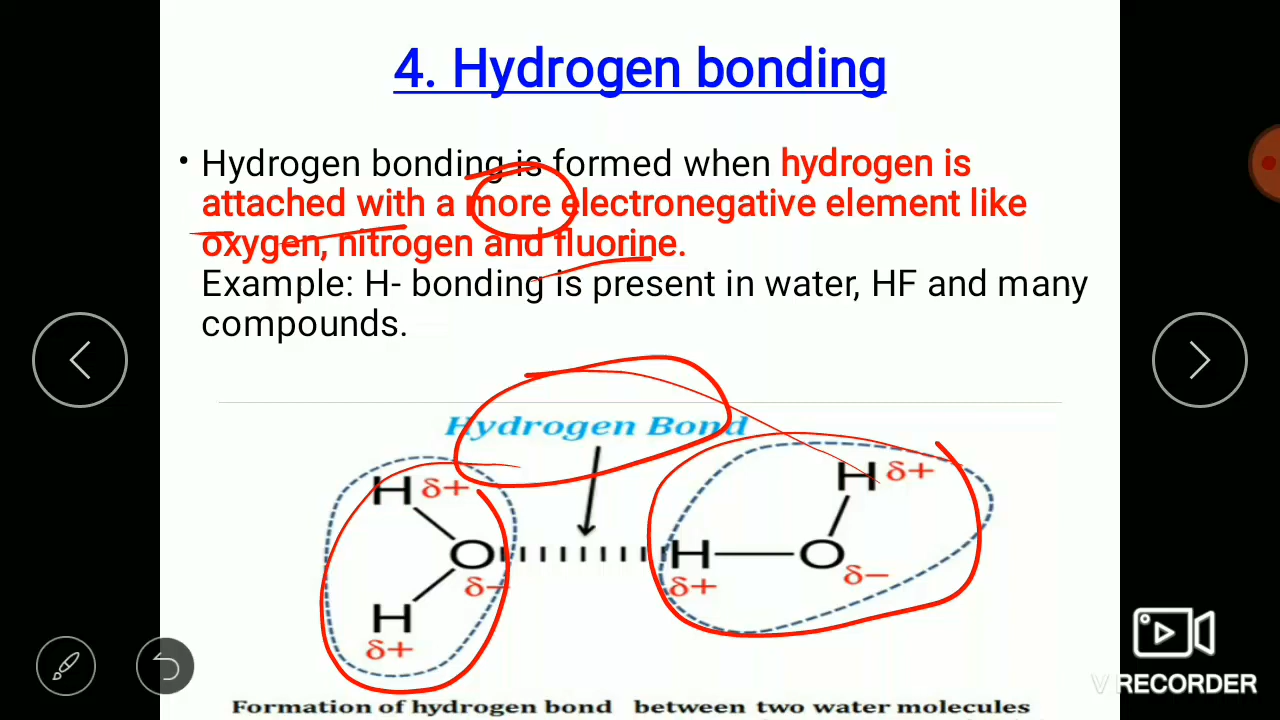 4. Hydrogen bonding
• Hydrogen bonding is formed when hydrogen is
attached with a more electronegative element like
oxygen, nitrogen and fluorine.
Example: H- bonding is present in water, HF and many
compounds.
Hydrogen Bond
H δ+
H δ+
O
H
O
δ-
δ+
δ-
H
δ+
Formation of hydrogen bond between two water molecules
V RECORDER